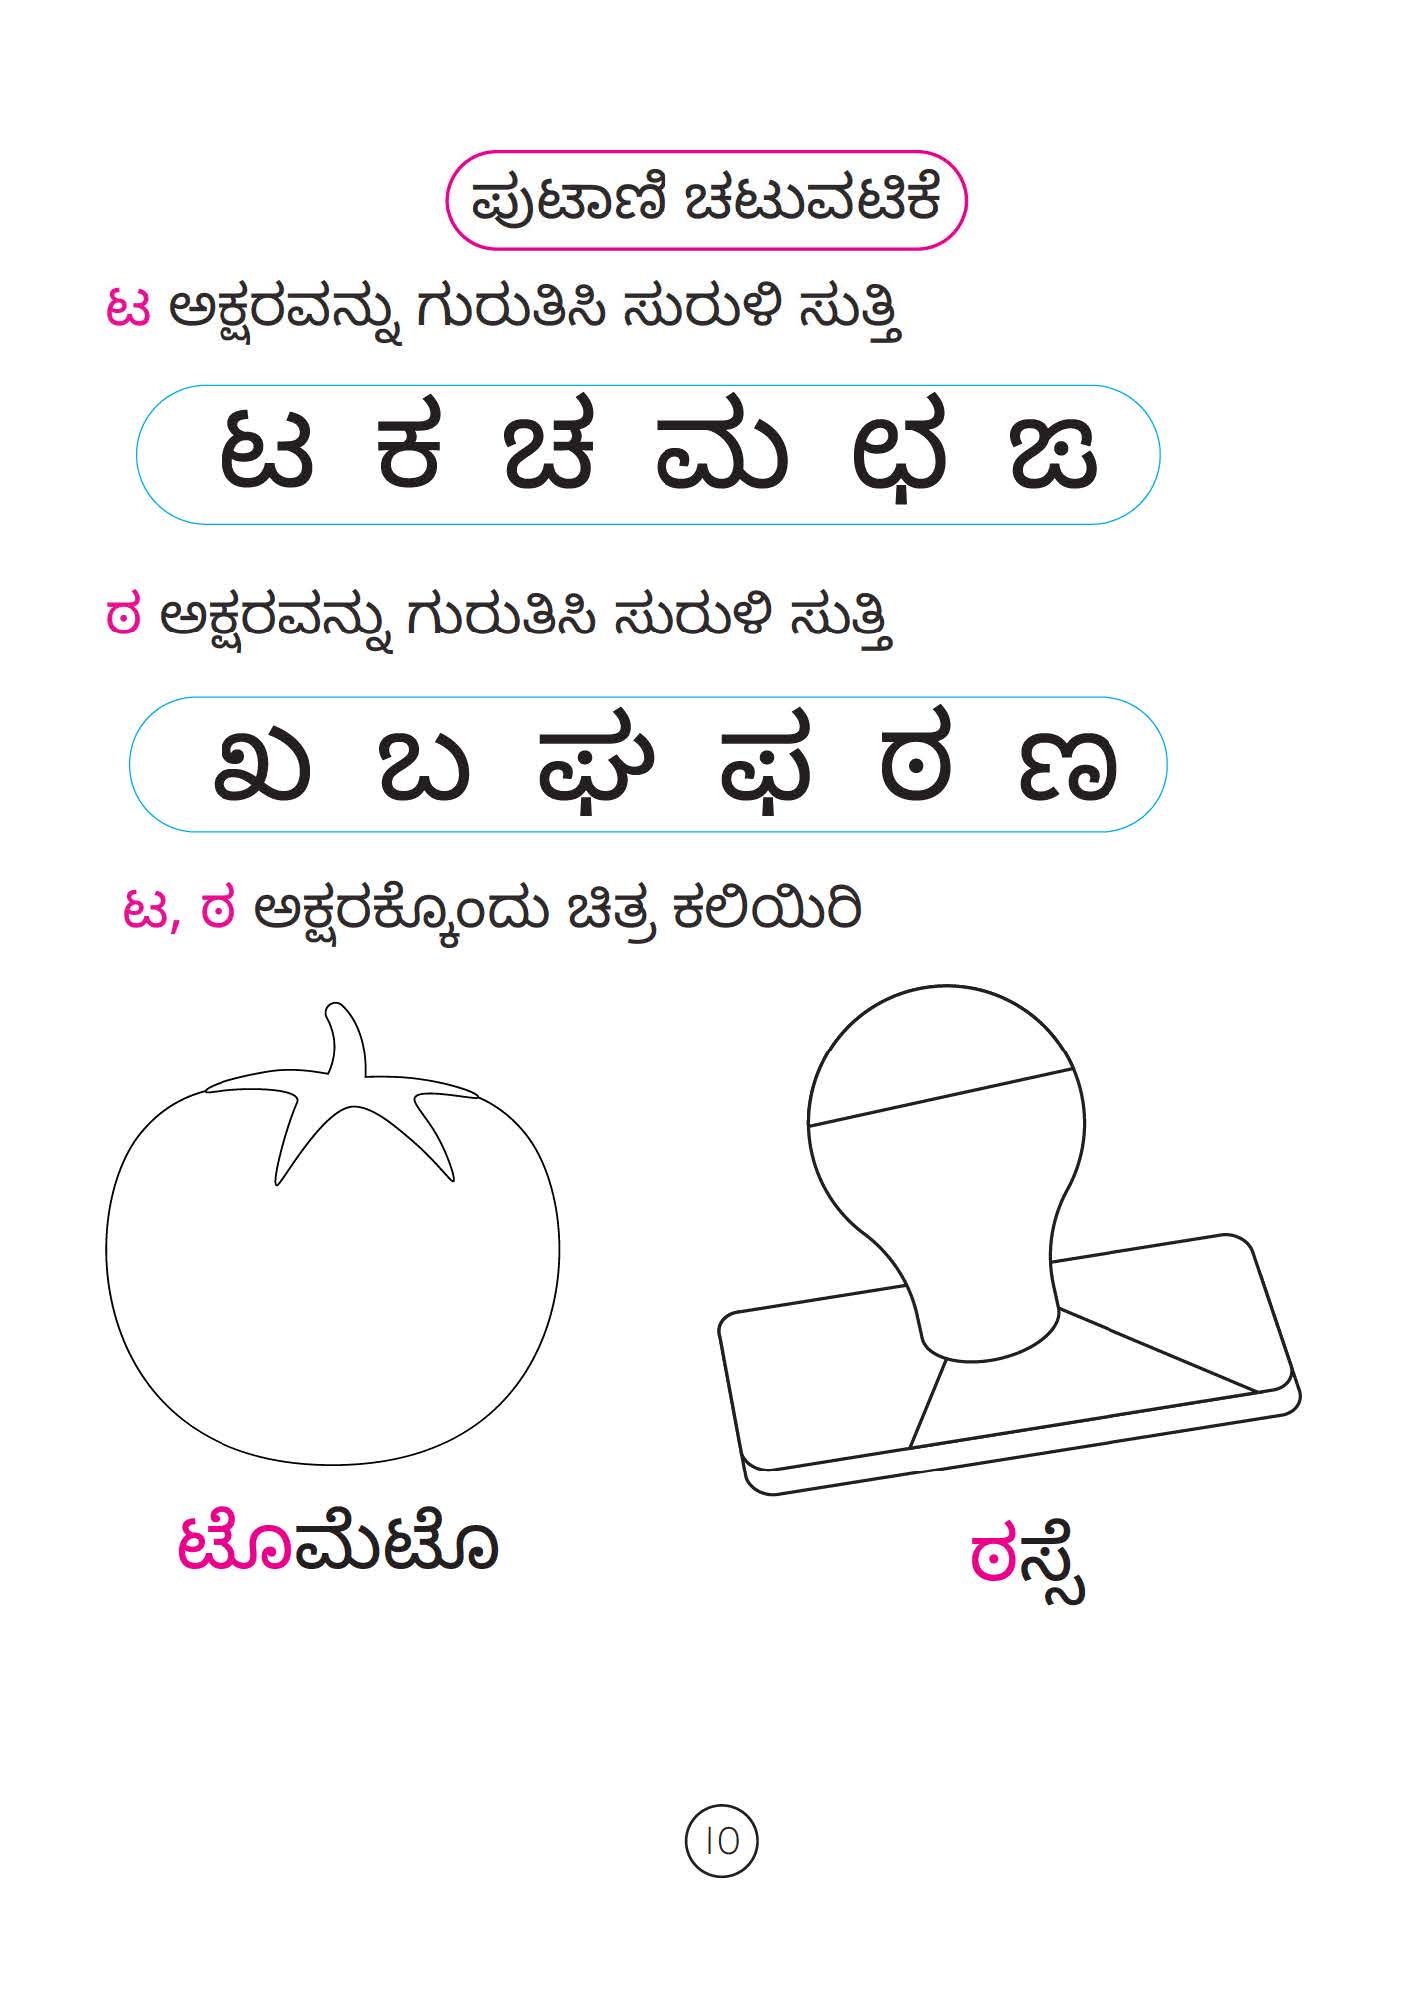 ಪುಟಾಣಿ ಚಟುವಟಿಕೆ
ಟ ಅಕ್ಷರವನ್ನು ಗುರುತಿಸಿ ಸುರುಳಿ ಸುತ್ತಿ
ಟ ಕ ಚ ಮ ಛ ಙ
ಠ ಅಕ್ಷರವನ್ನು ಗುರುತಿಸಿ ಸುರುಳಿ ಸುತ್ತಿ
ಖ ಬ ಘ ಫ ಠ ಣ
ಟ, ಠ ಅಕ್ಷರಕ್ಕೊಂದು ಚಿತ್ರ ಕಲಿಯಿರಿ
ಟೊಮೆಟೊ
ಠಸ್ಸೆ
10